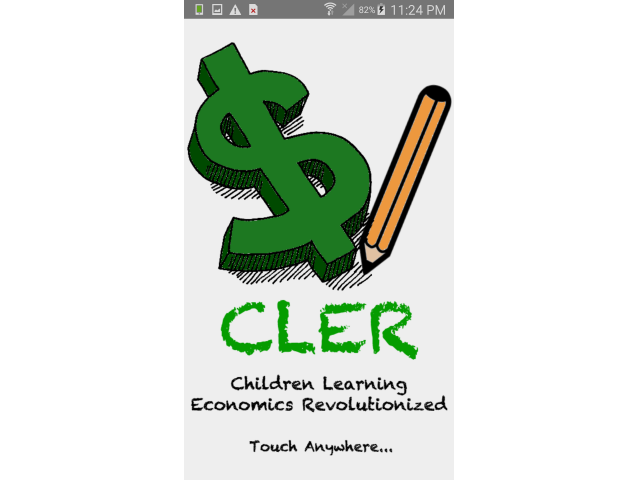 82% 11:24 PM
CLER
Children Learning
Economics Revolutionized
Touch Anywhere...